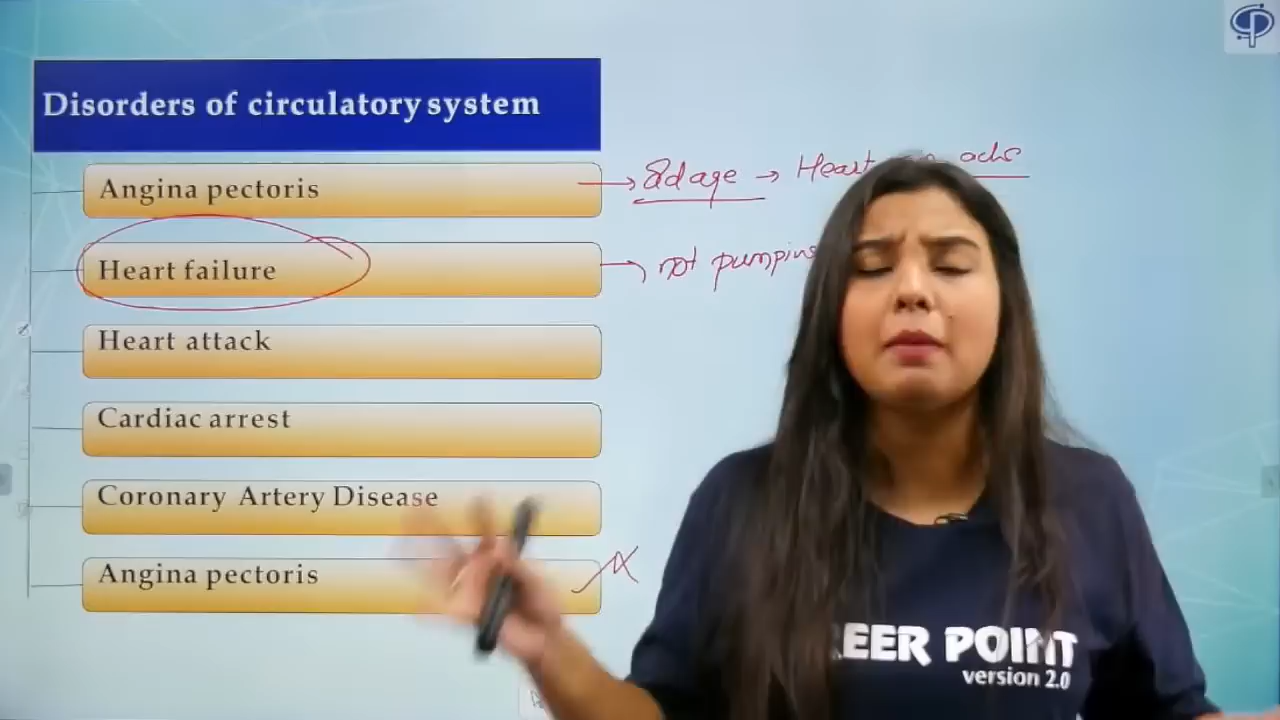 Disorders of circulatory system
Angina pectoris
→ Old age → Heart ache
Heart failure
→ not pumping
Heart attack
Cardiac arrest
Coronary Artery Disease
Angina pectoris
EER POINT
version 2.0